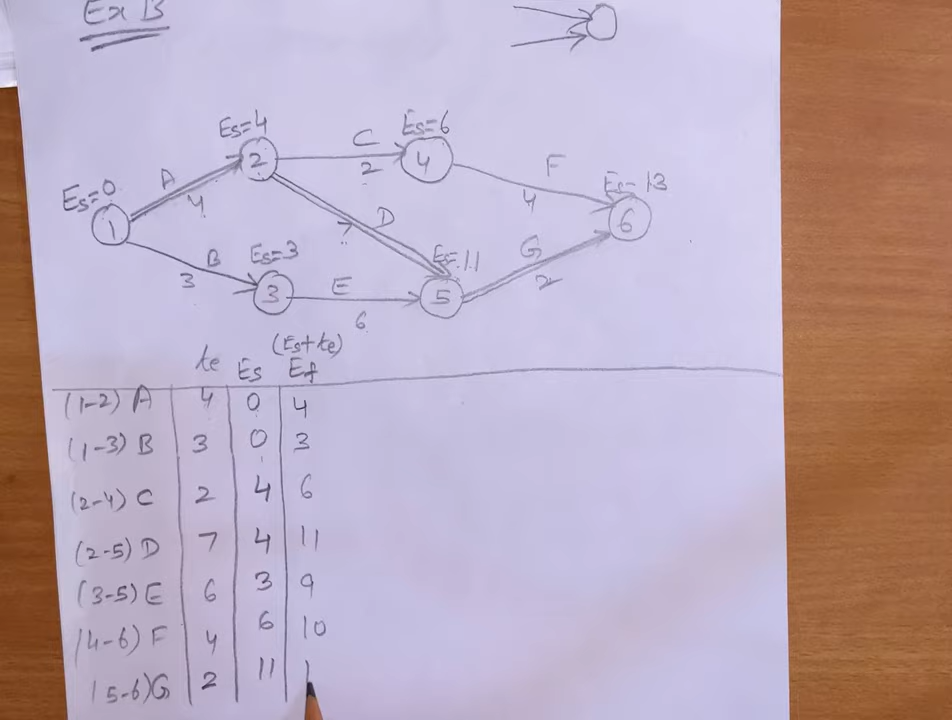 Ex B
Es=4
Es=6
C
2
2
4
A
4
Es=0
F
4
Es=13
1
6
D
B
3
Es=3
Es=11
G
2
3
E
6
5
(Es+te)
te Es Ef
(1-2) A 4 0 4
(1-3) B 3 0 3
(2-4) C 2 4 6
(2-5) D 7 4 11
(3-5) E 6 3 9
(4-6) F 4 6 10
(5-6) G 2 11 1